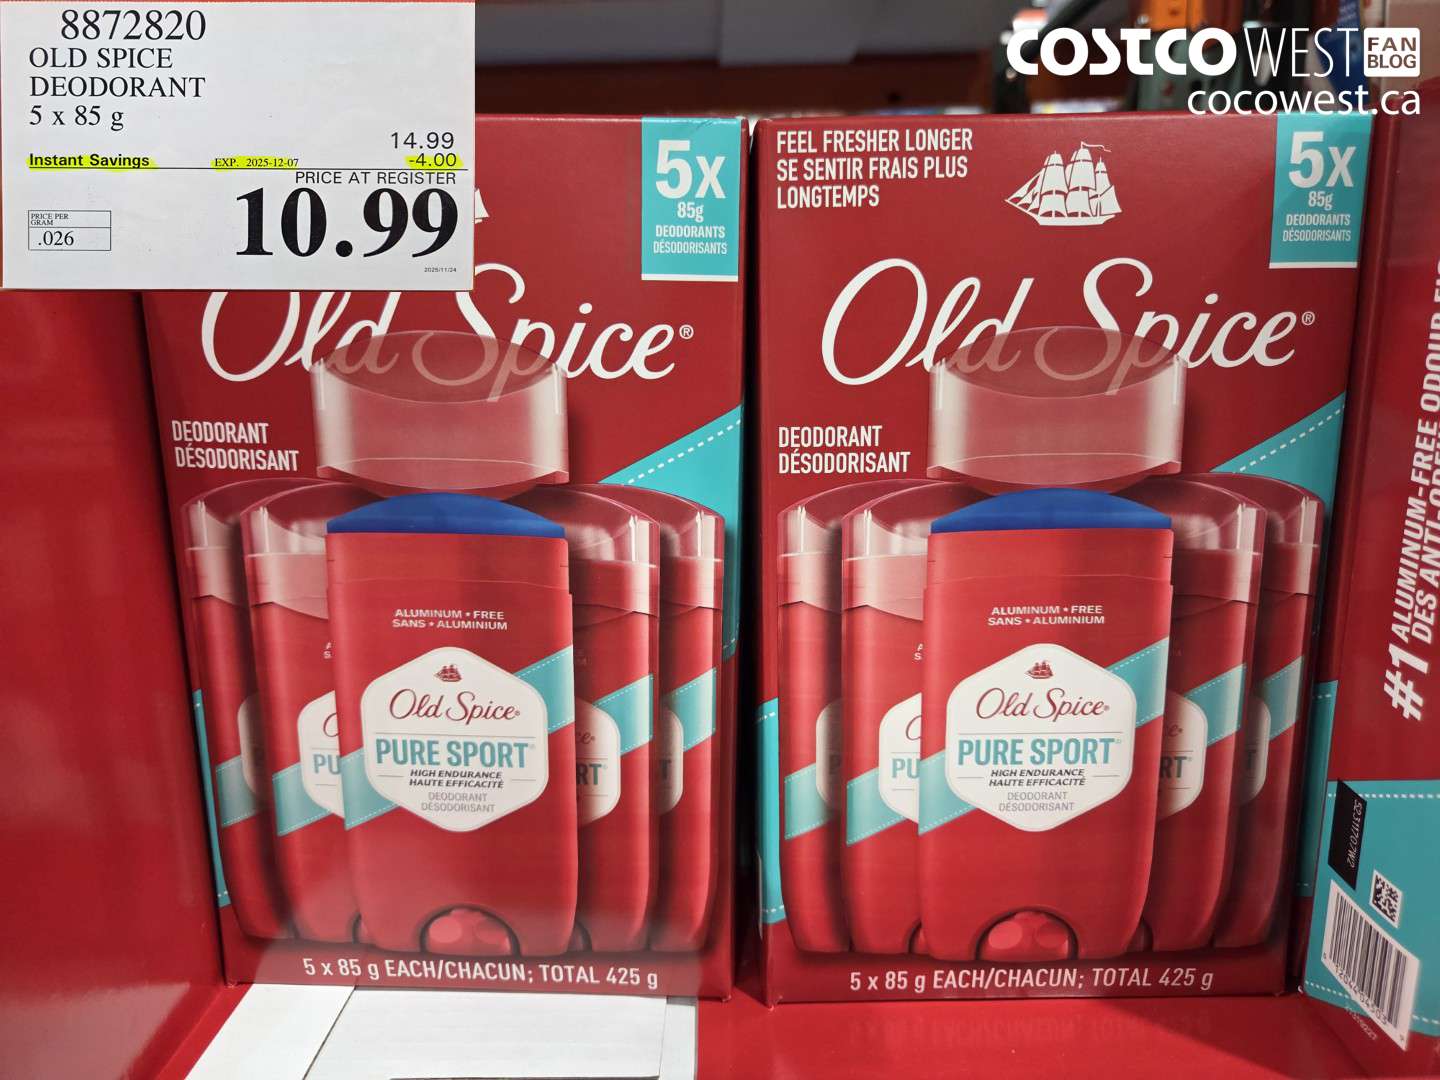 8872820
OLD SPICE
DEODORANT
5 x 85 g
14.99
Instant Savings EXP. 2025-12-07 -4.00
PRICE AT REGISTER
10.99
PRICE PER
GRAM
.026
2025/11/24
COSTCO WEST FAN BLOG
cocowest.ca
5X
85g
DEODORANTS
DÉSODORISANTS
Old Spice®
DEODORANT
DÉSODORISANT
ALUMINUM • FREE
SANS • ALUMINIUM
Old Spice®
PURE SPORT
HIGH ENDURANCE
HAUTE EFFICACITÉ
DEODORANT
DÉSODORISANT
5 x 85 g EACH/CHACUN; TOTAL 425 g
FEEL FRESHER LONGER
SE SENTIR FRAIS PLUS
LONGTEMPS
5X
85g
DEODORANTS
DÉSODORISANTS
Old Spice®
DEODORANT
DÉSODORISANT
ALUMINUM • FREE
SANS • ALUMINIUM
Old Spice®
PURE SPORT
HIGH ENDURANCE
HAUTE EFFICACITÉ
DEODORANT
DÉSODORISANT
5 x 85 g EACH/CHACUN; TOTAL 425 g
#1 ALUMINUM-FREE ODOUR
DES